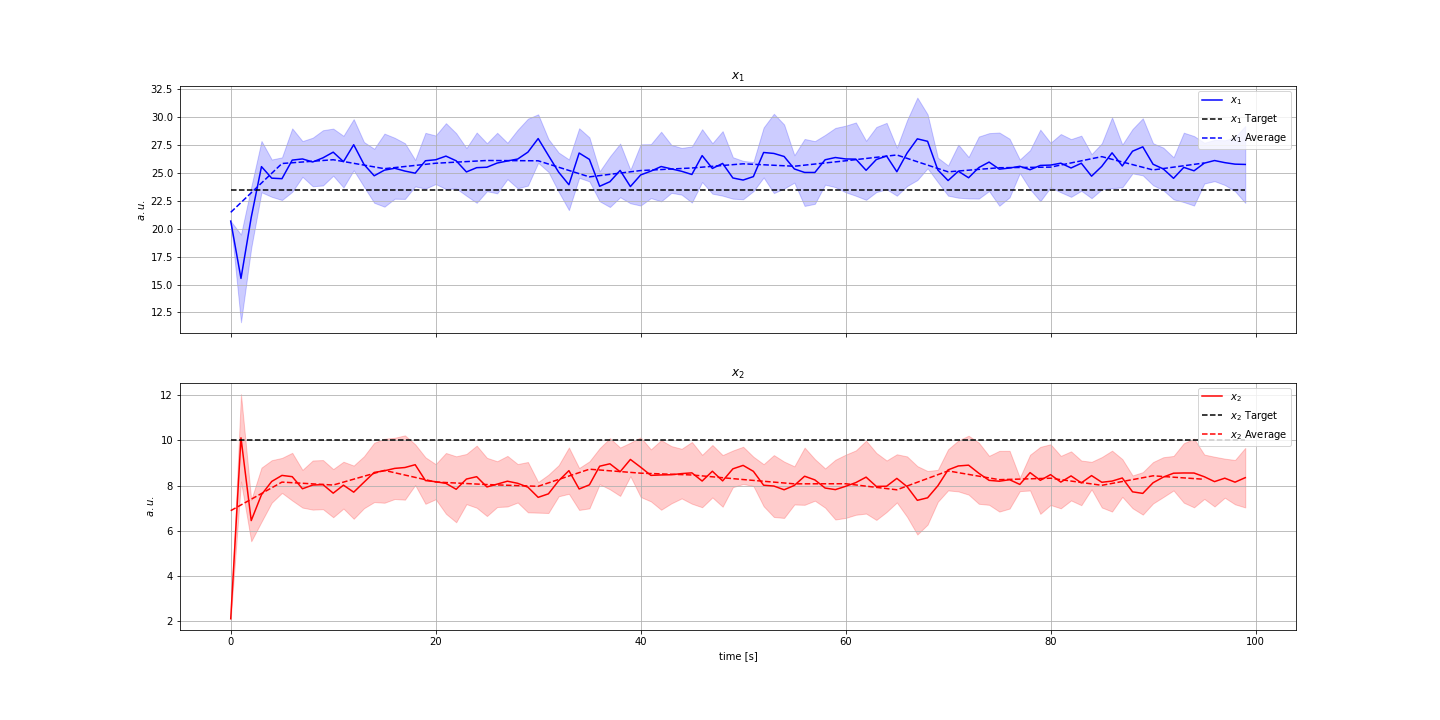 x₁
32.5
30.0
27.5
25.0
22.5
20.0
17.5
15.0
12.5
a.u.
x₁
x₁ Target
x₁ Average
x₂
12
10
8
6
4
2
a.u.
x₂
x₂ Target
x₂ Average
0 20 40 60 80 100
time [s]